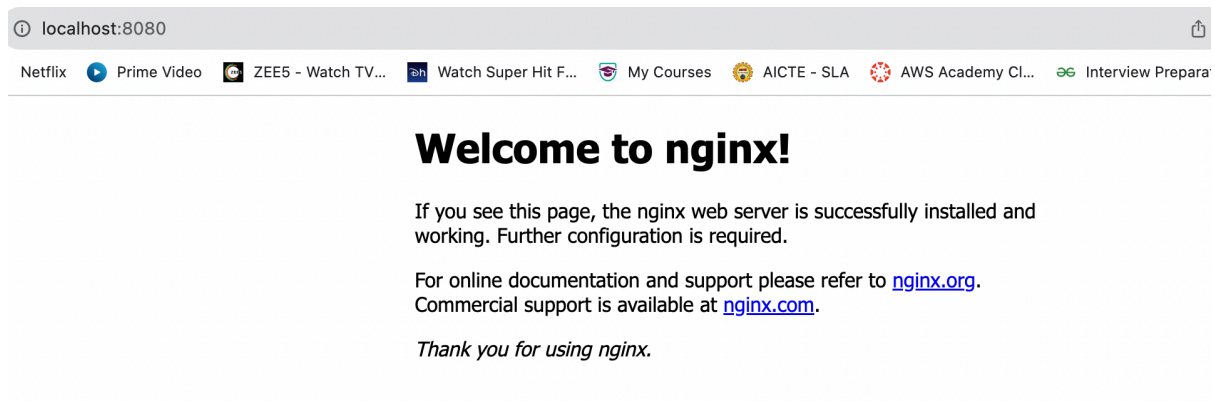 localhost:8080
Netflix Prime Video ZEE5 - Watch TV... Watch Super Hit F... My Courses AICTE - SLA AWS Academy Cl... Interview Preparat
Welcome to nginx!
If you see this page, the nginx web server is successfully installed and
working. Further configuration is required.
For online documentation and support please refer to nginx.org.
Commercial support is available at nginx.com.
Thank you for using nginx.